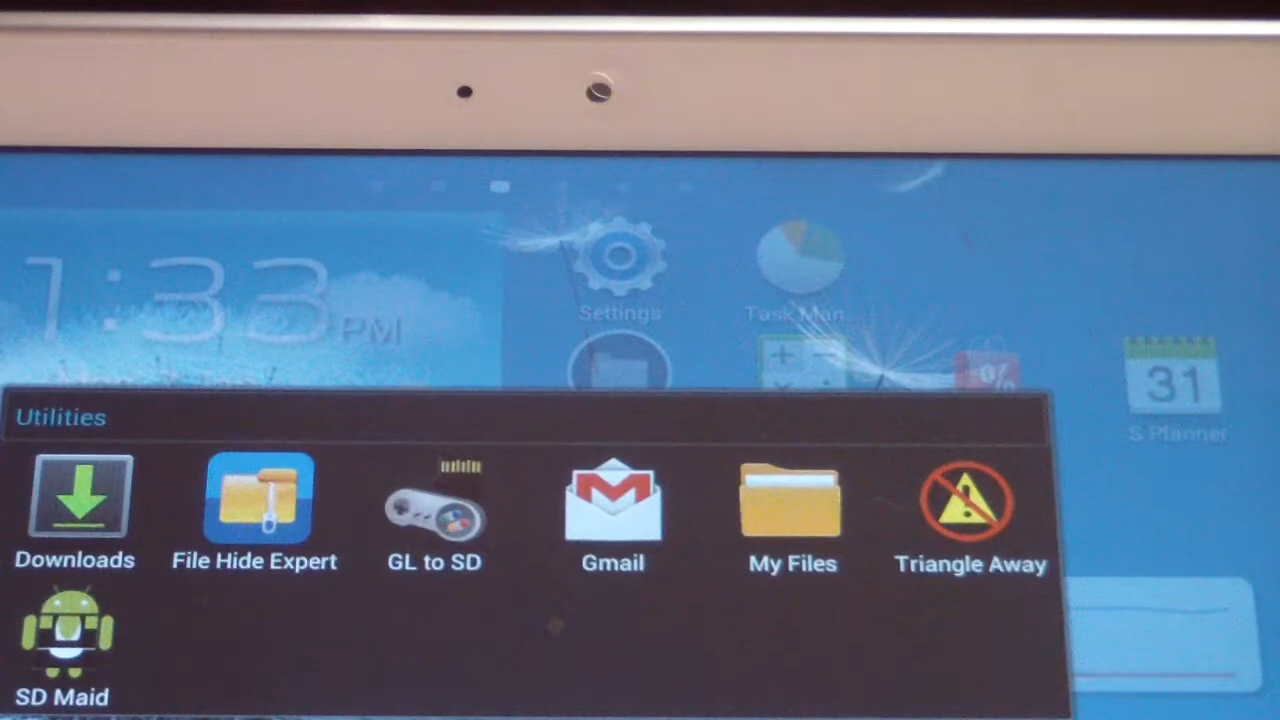 1:33 PM
Settings
Task Man...
%
31
S Planner
Utilities
Downloads
File Hide Expert
GL to SD
Gmail
My Files
Triangle Away
SD Maid